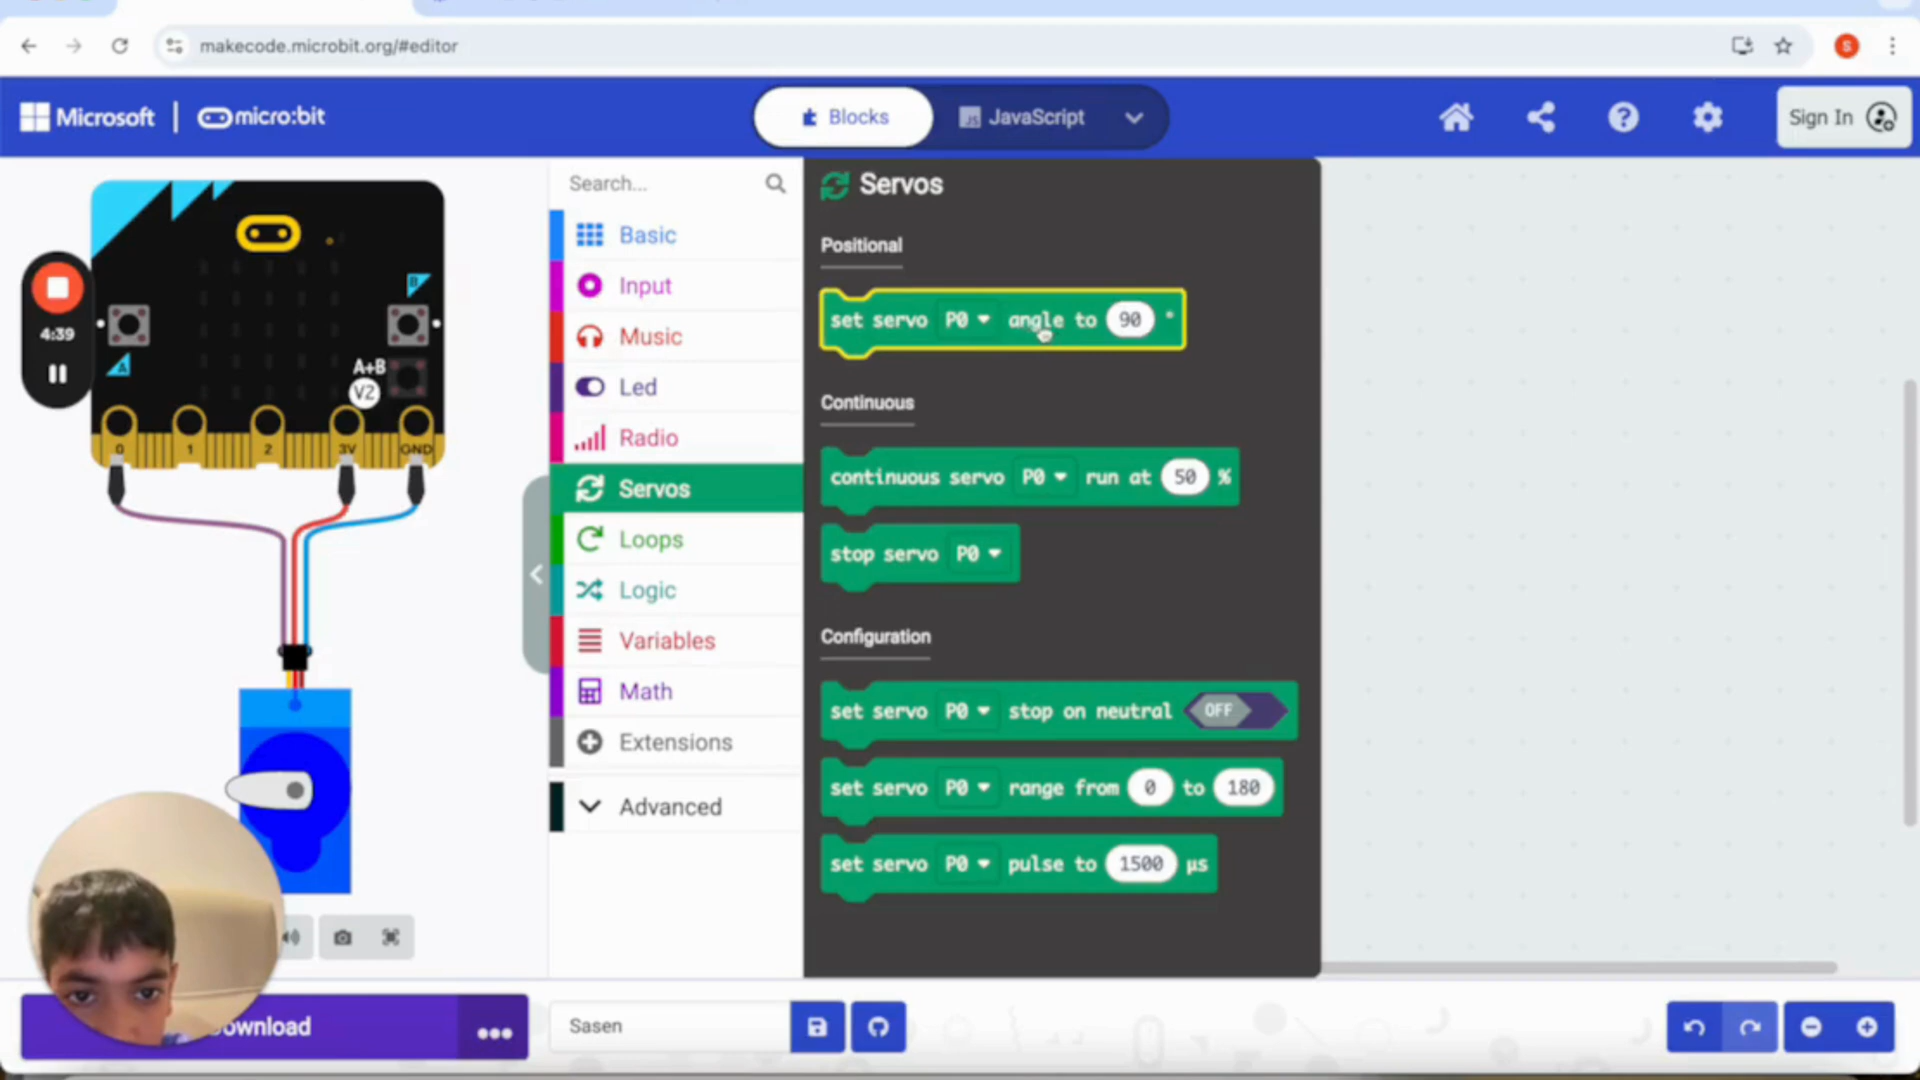 makecode.microbit.org/#editor
S
Microsoft | micro:bit
Blocks
JavaScript
Sign In
4:39
B
A
A+B
V2
0 1 2 3V GND
Search...
Basic
Input
Music
Led
Radio
Servos
Loops
Logic
Variables
Math
Extensions
Advanced
Servos
Positional
set servo P0 angle to 90 °
Continuous
continuous servo P0 run at 50 %
stop servo P0
Configuration
set servo P0 stop on neutral OFF
set servo P0 range from 0 to 180
set servo P0 pulse to 1500 µs
ownload
Sasen